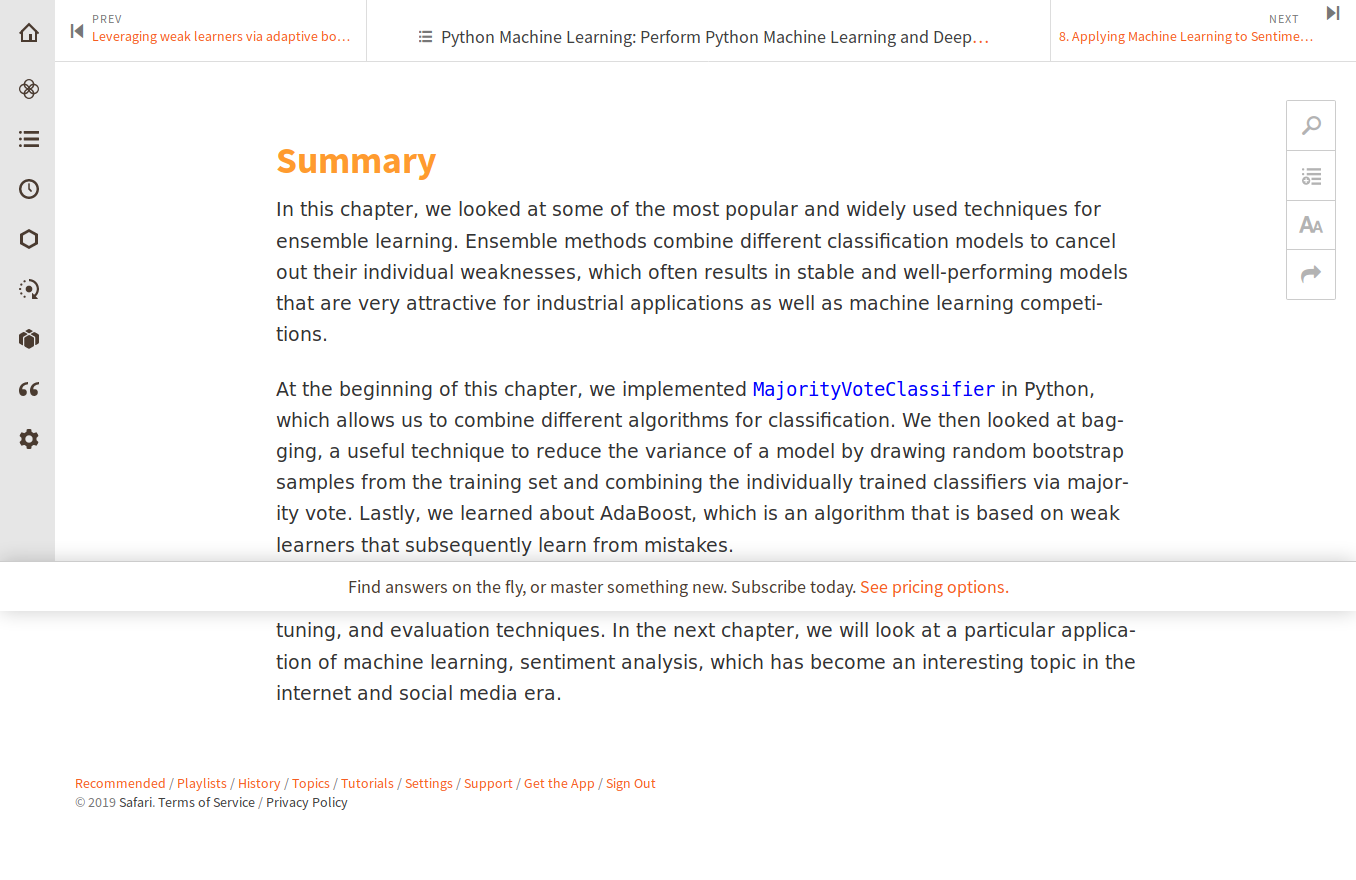 PREV
Leveraging weak learners via adaptive bo…
Python Machine Learning: Perform Python Machine Learning and Deep…
NEXT
8. Applying Machine Learning to Sentime…
Summary
In this chapter, we looked at some of the most popular and widely used techniques for
ensemble learning. Ensemble methods combine different classification models to cancel
out their individual weaknesses, which often results in stable and well-performing models
that are very attractive for industrial applications as well as machine learning competi-
tions.
At the beginning of this chapter, we implemented MajorityVoteClassifier in Python,
which allows us to combine different algorithms for classification. We then looked at bag-
ging, a useful technique to reduce the variance of a model by drawing random bootstrap
samples from the training set and combining the individually trained classifiers via major-
ity vote. Lastly, we learned about AdaBoost, which is an algorithm that is based on weak
learners that subsequently learn from mistakes.
Find answers on the fly, or master something new. Subscribe today. See pricing options.
tuning, and evaluation techniques. In the next chapter, we will look at a particular applica-
tion of machine learning, sentiment analysis, which has become an interesting topic in the
internet and social media era.
Recommended / Playlists / History / Topics / Tutorials / Settings / Support / Get the App / Sign Out
© 2019 Safari. Terms of Service / Privacy Policy